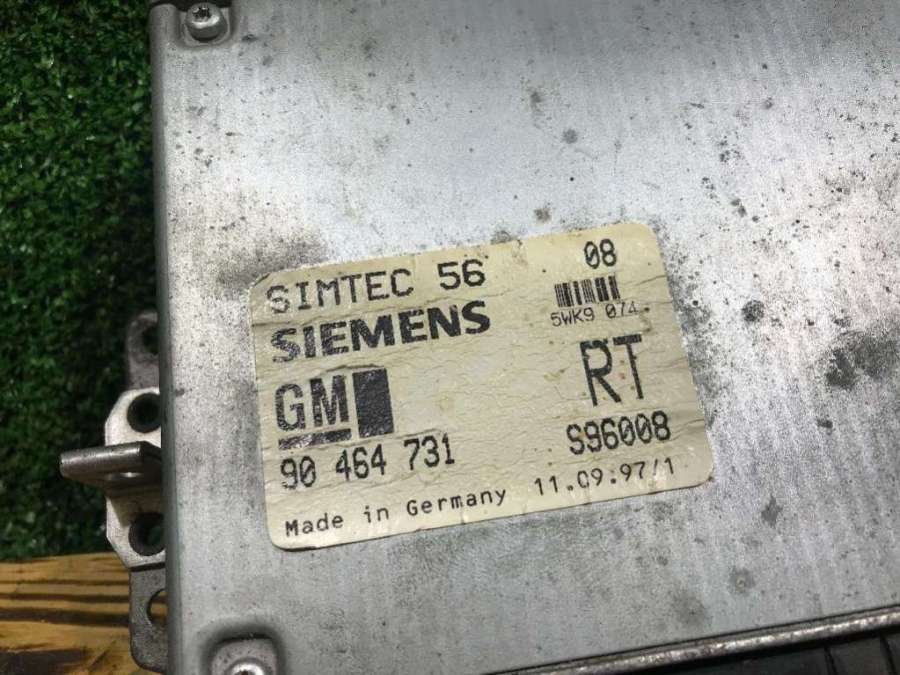 SIMTEC 56
08
5WK9 074
SIEMENS
RT
GM
S96008
90 464 731
Made in Germany 11.09.97/1